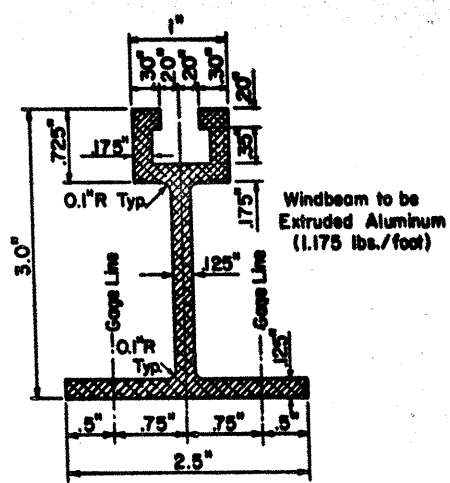 1"
.30" .20" .20" .30"
.20"
.725"
.175"
.35"
0.1"R Typ.
.175"
Windbeam to be
Extruded Aluminum
(1.175 lbs./foot)
3.0"
.125"
Gage Line
Gage Line
0.1"R
Typ.
.125"
.5" .75" .75" .5"
2.5"